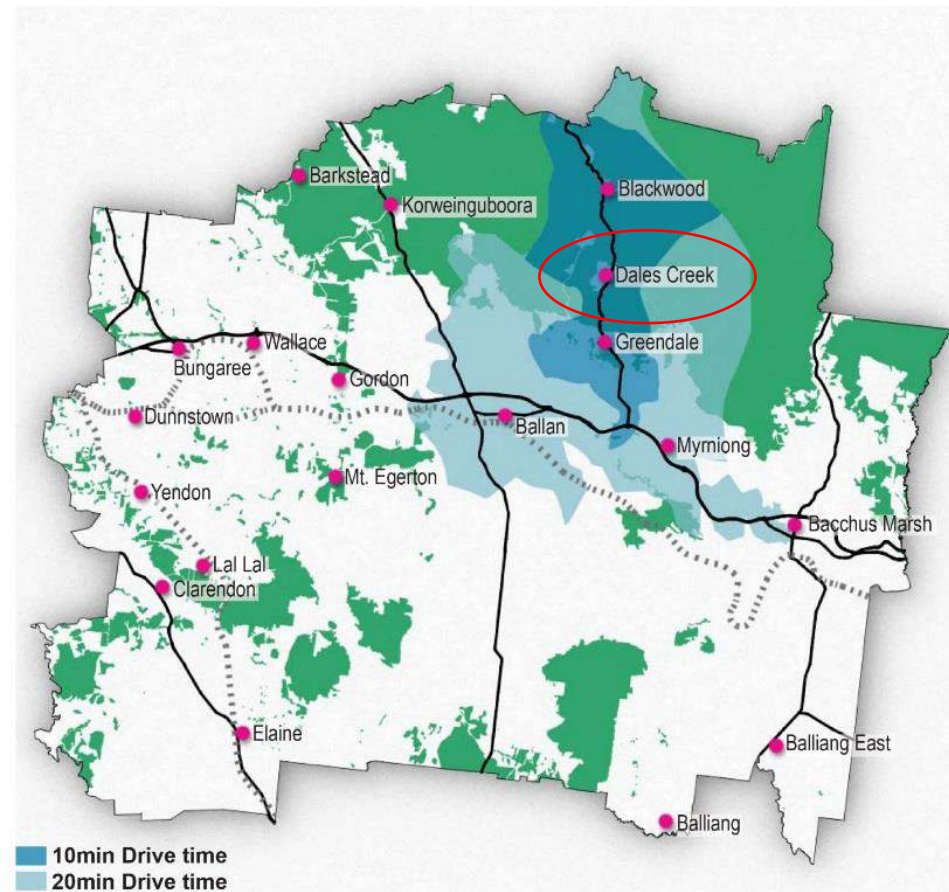 Barkstead
Blackwood
Korweinguboora
Dales Creek
Greendale
Wallace
Bungaree
Gordon
Dunnstown
Ballan
Myrniong
Mt. Egerton
Yendon
Bacchus Marsh
Lal Lal
Clarendon
Elaine
Balliang East
Balliang
10min Drive time
20min Drive time